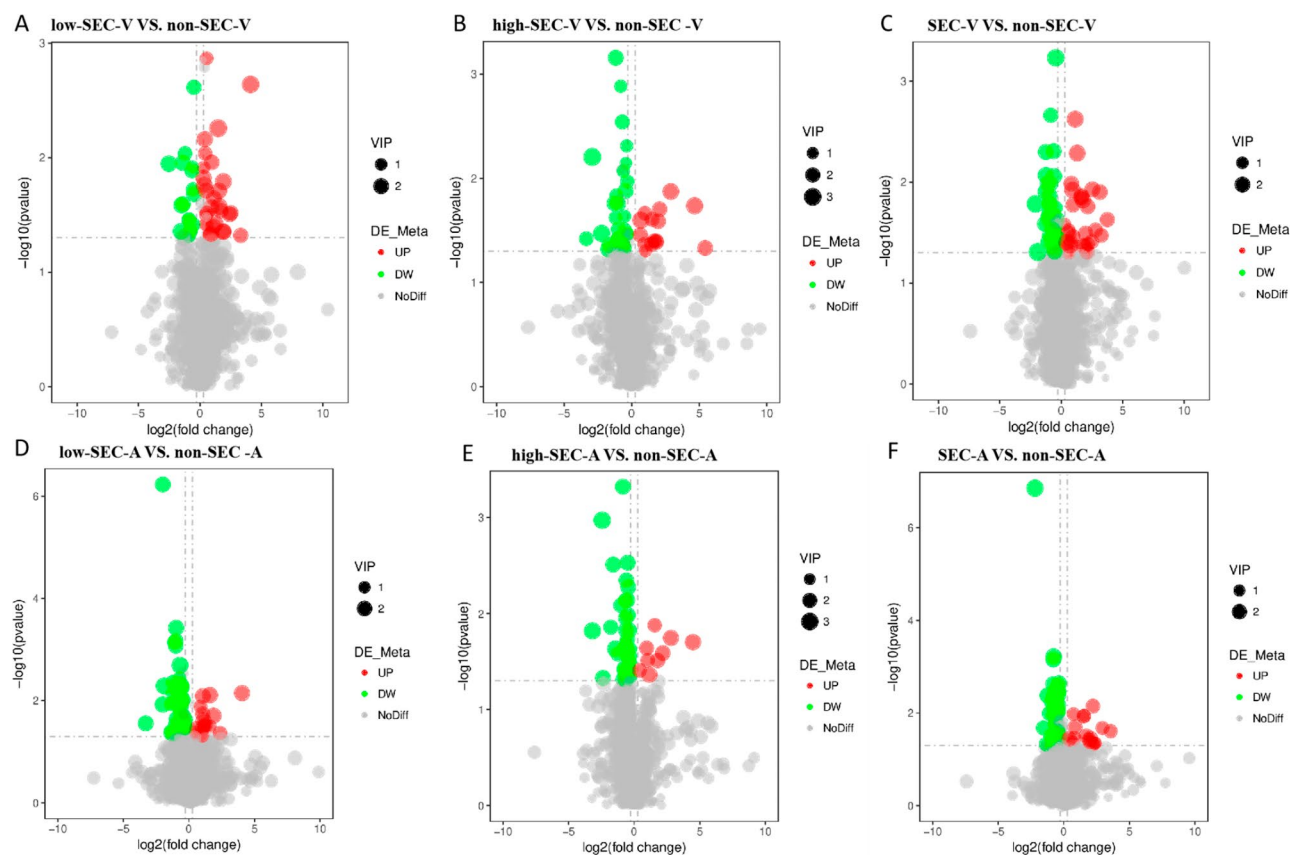 A low-SEC-V VS. non-SEC-V
3
2
1
0
−log10(pvalue)
−10 −5 0 5 10
log2(fold change)
VIP
1
2
DE_Meta
UP
DW
NoDiff
B high-SEC-V VS. non-SEC -V
3
2
1
0
−log10(pvalue)
−10 −5 0 5 10
log2(fold change)
VIP
1
2
3
DE_Meta
UP
DW
NoDiff
C SEC-V VS. non-SEC-V
3
2
1
0
−log10(pvalue)
−10 −5 0 5 10
log2(fold change)
VIP
1
2
DE_Meta
UP
DW
NoDiff
D low-SEC-A VS. non-SEC -A
6
4
2
0
−log10(pvalue)
−10 −5 0 5 10
log2(fold change)
VIP
1
2
DE_Meta
UP
DW
NoDiff
E high-SEC-A VS. non-SEC-A
3
2
1
0
−log10(pvalue)
−10 −5 0 5 10
log2(fold change)
VIP
1
2
3
DE_Meta
UP
DW
NoDiff
F SEC-A VS. non-SEC-A
6
4
2
0
−log10(pvalue)
−10 −5 0 5 10
log2(fold change)
VIP
1
2
DE_Meta
UP
DW
NoDiff